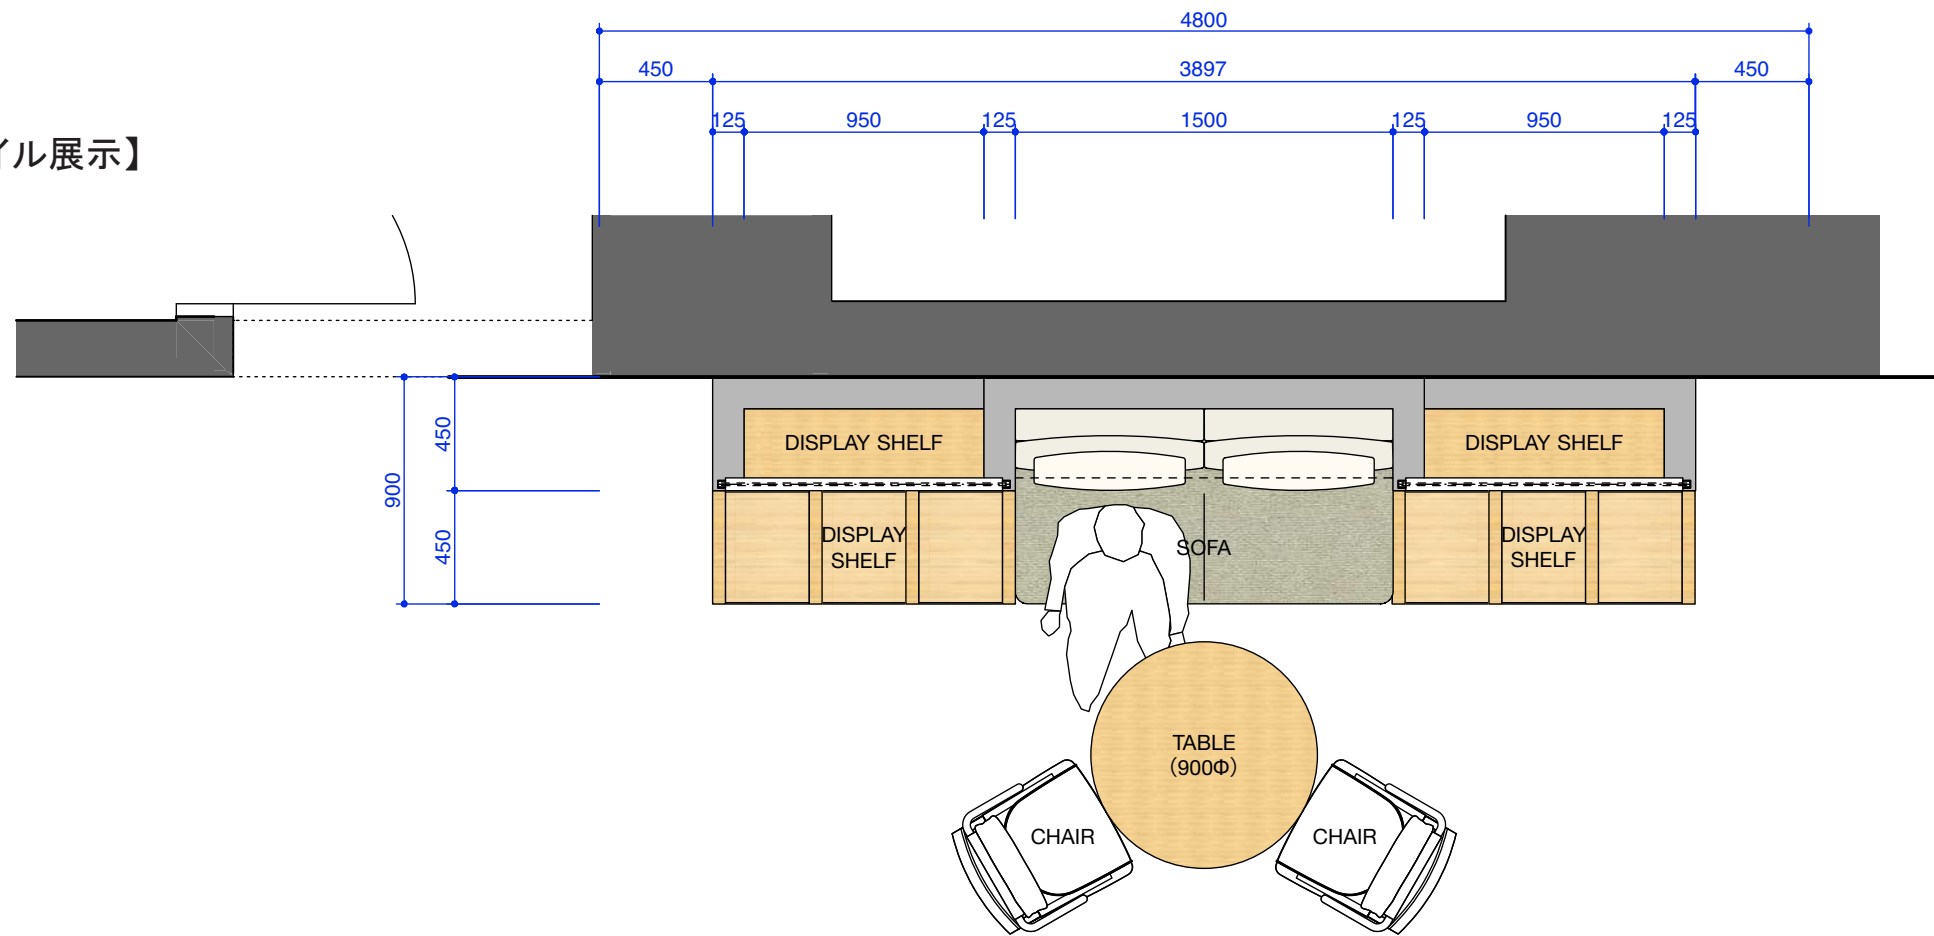 4800
450 3897 450
125 950 125 1500 125 950 125
イル展示】
DISPLAY SHELF DISPLAY SHELF
450
900
450
DISPLAY
SHELF
SOFA
DISPLAY
SHELF
TABLE
（900Φ）
CHAIR CHAIR